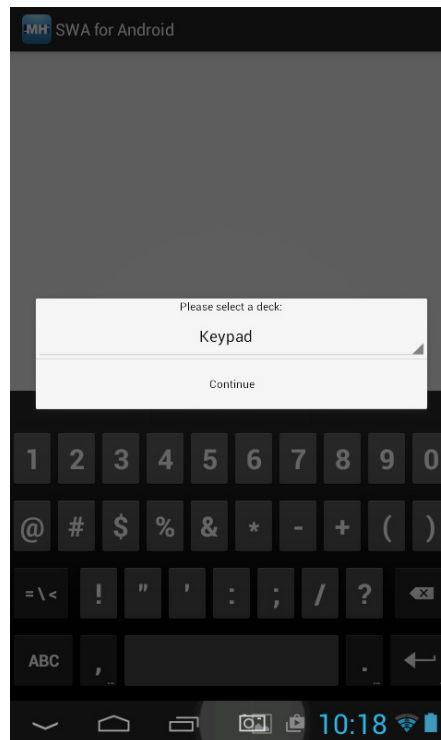 MH SWA for Android
Please select a deck:
Keypad
Continue
1 2 3 4 5 6 7 8 9 0
@ # $ % & * - + ( )
= \ < ! " ' : ; / ?
ABC , .
10:18